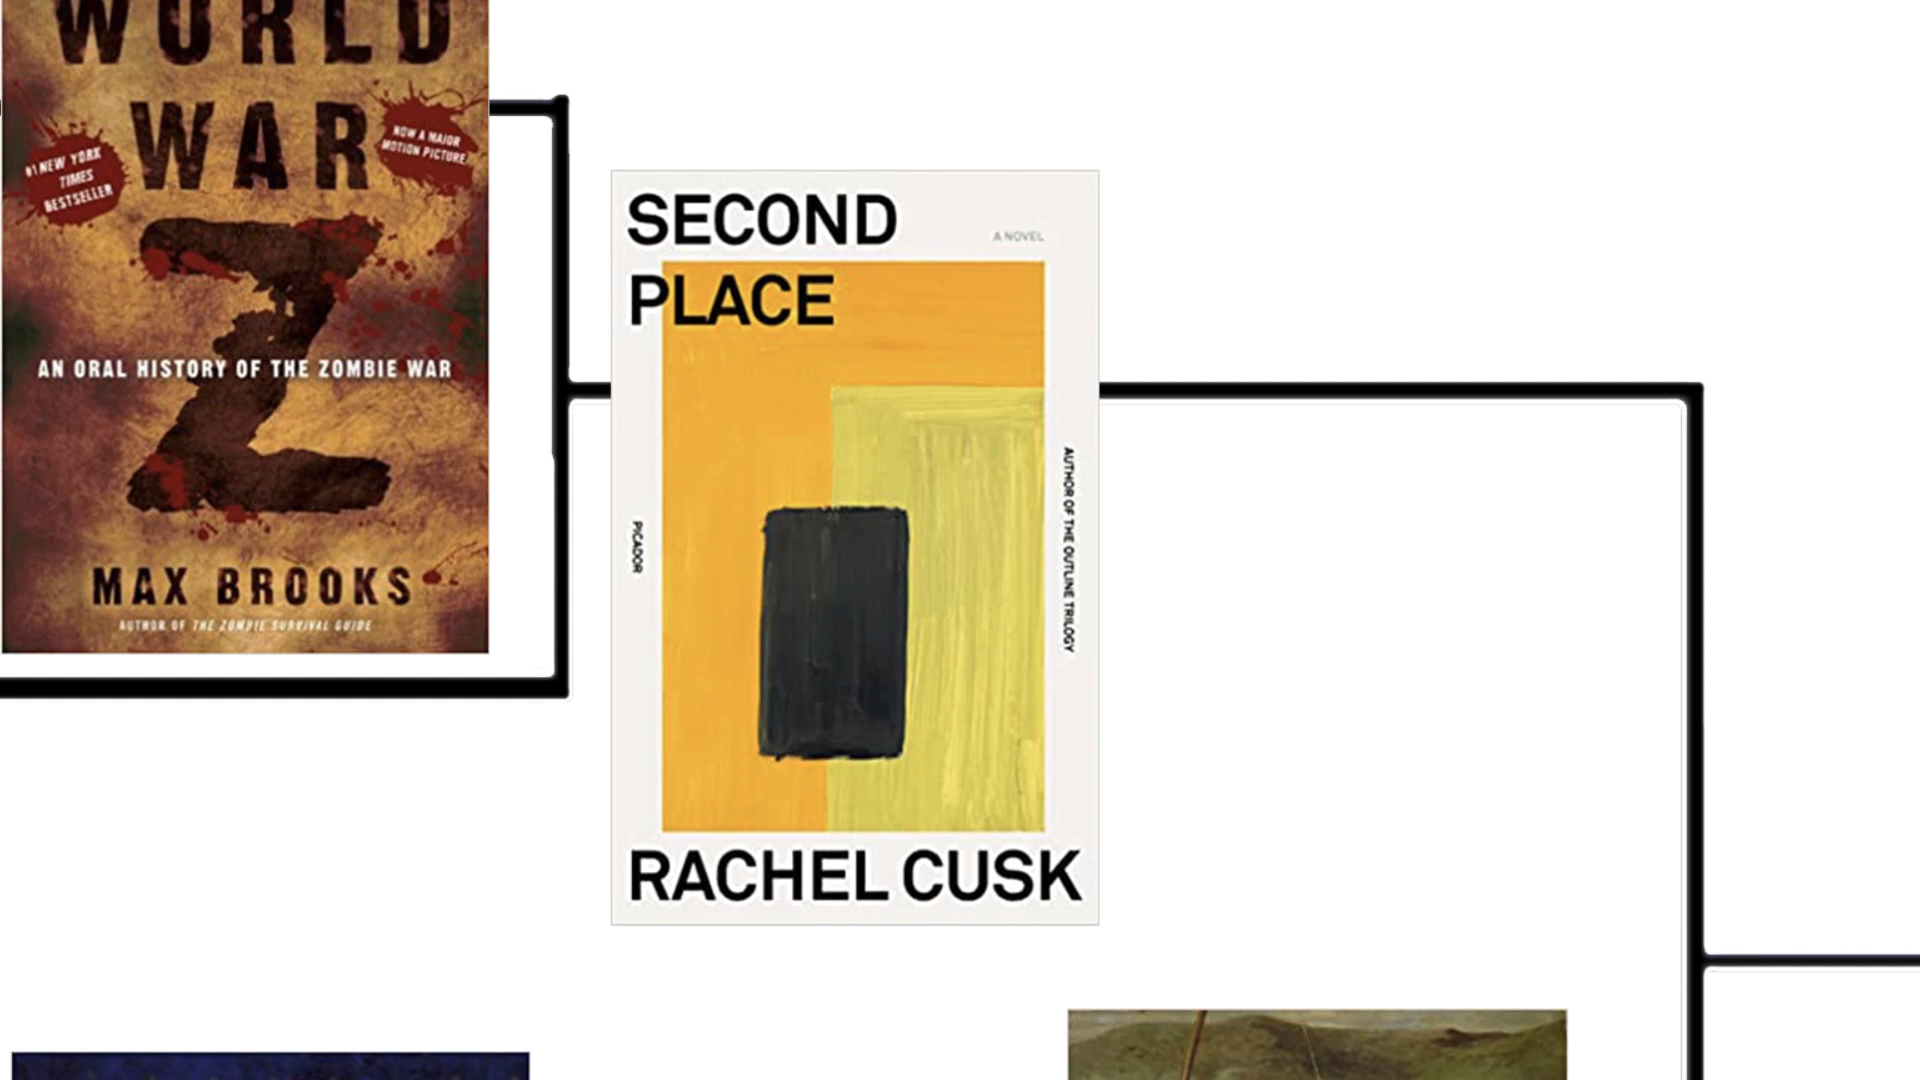 WORLD
WAR
#1 NEW YORK
TIMES
BESTSELLER
NOW A MAJOR
MOTION PICTURE
Z
AN ORAL HISTORY OF THE ZOMBIE WAR
MAX BROOKS
AUTHOR OF THE ZOMBIE SURVIVAL GUIDE
SECOND
A NOVEL
PLACE
PICADOR
AUTHOR OF THE OUTLINE TRILOGY
RACHEL CUSK